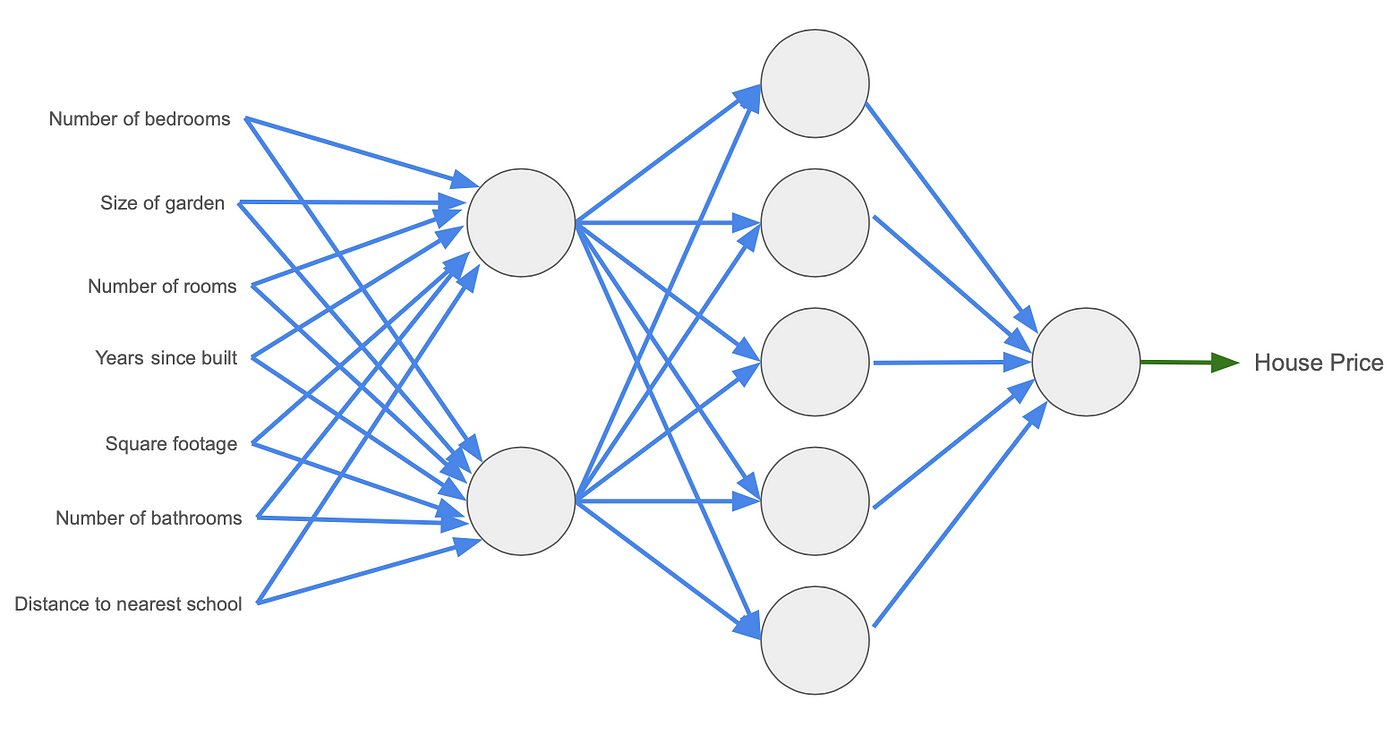 Number of bedrooms
Size of garden
Number of rooms
Years since built
Square footage
Number of bathrooms
Distance to nearest school
House Price